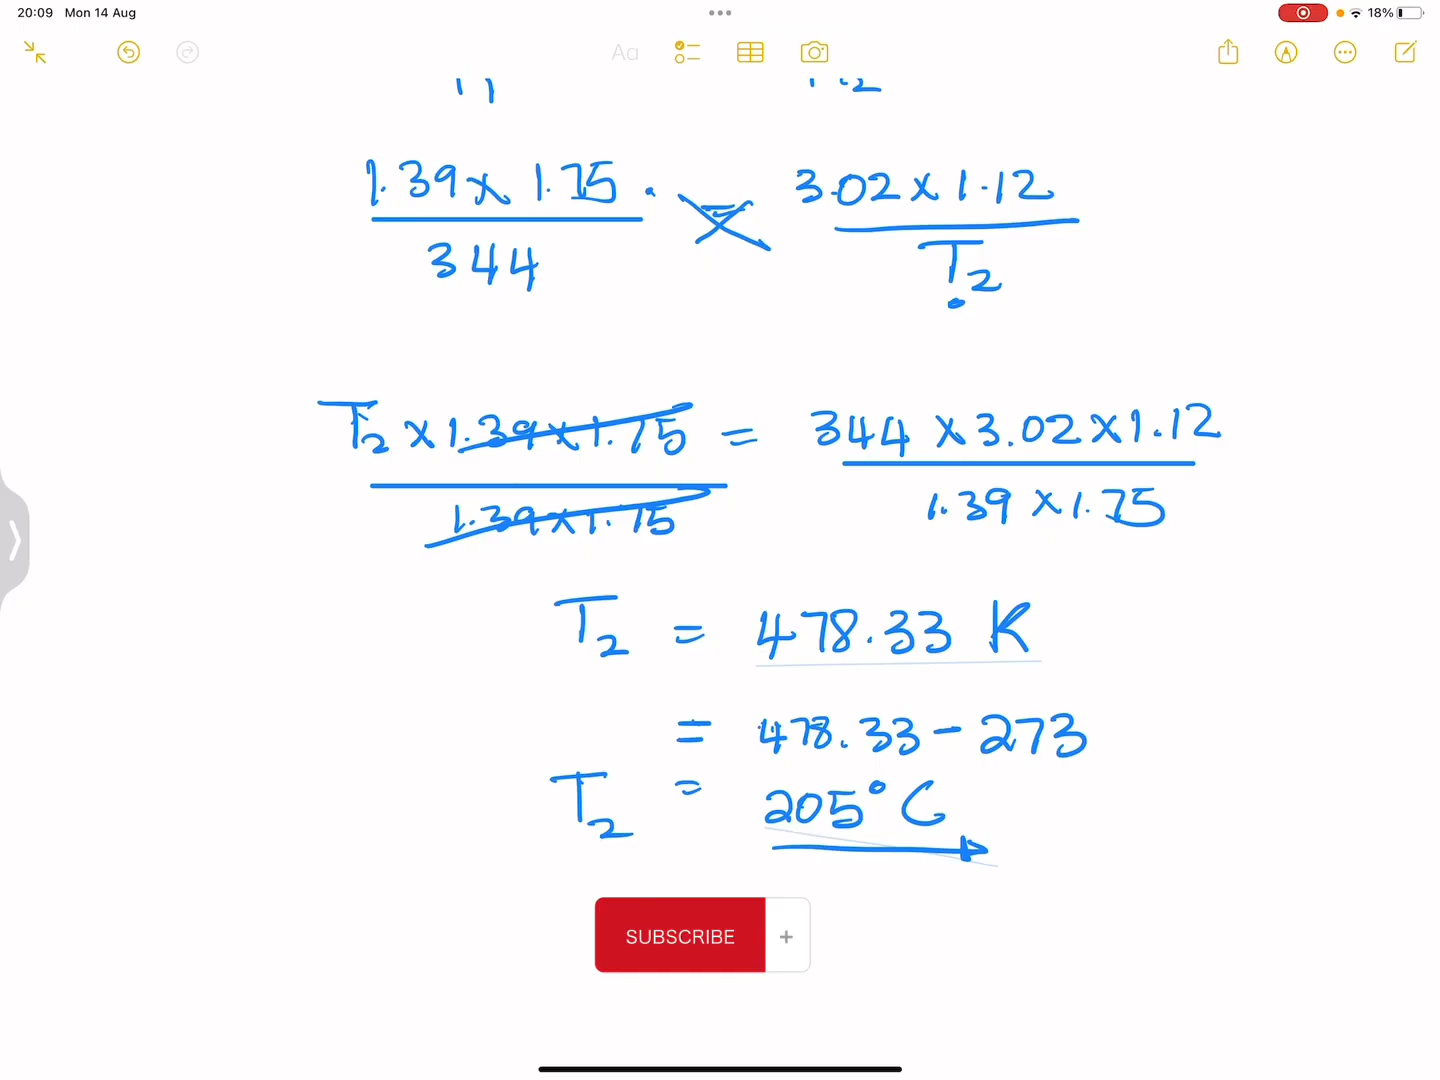 20:09 Mon 14 Aug
18%
Aa
1.39 x 1.75 = 3.02 x 1.12
344 T2
T2 x 1.39 x 1.75 = 344 x 3.02 x 1.12
1.39 x 1.75 1.39 x 1.75
T2 = 478.33 K
= 478.33 - 273
T2 = 205°C
SUBSCRIBE +